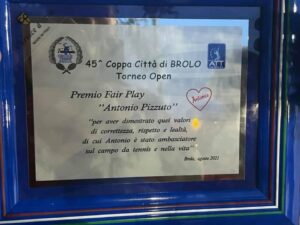 45^ Coppa Città di BROLO
Torneo Open
Premio Fair Play
"Antonio Pizzuto"
"per aver dimostrato quei valori
di correttezza, rispetto e lealtà,
di cui Antonio è stato ambasciatore
sul campo da tennis e nella vita"
Brolo, agosto 2021